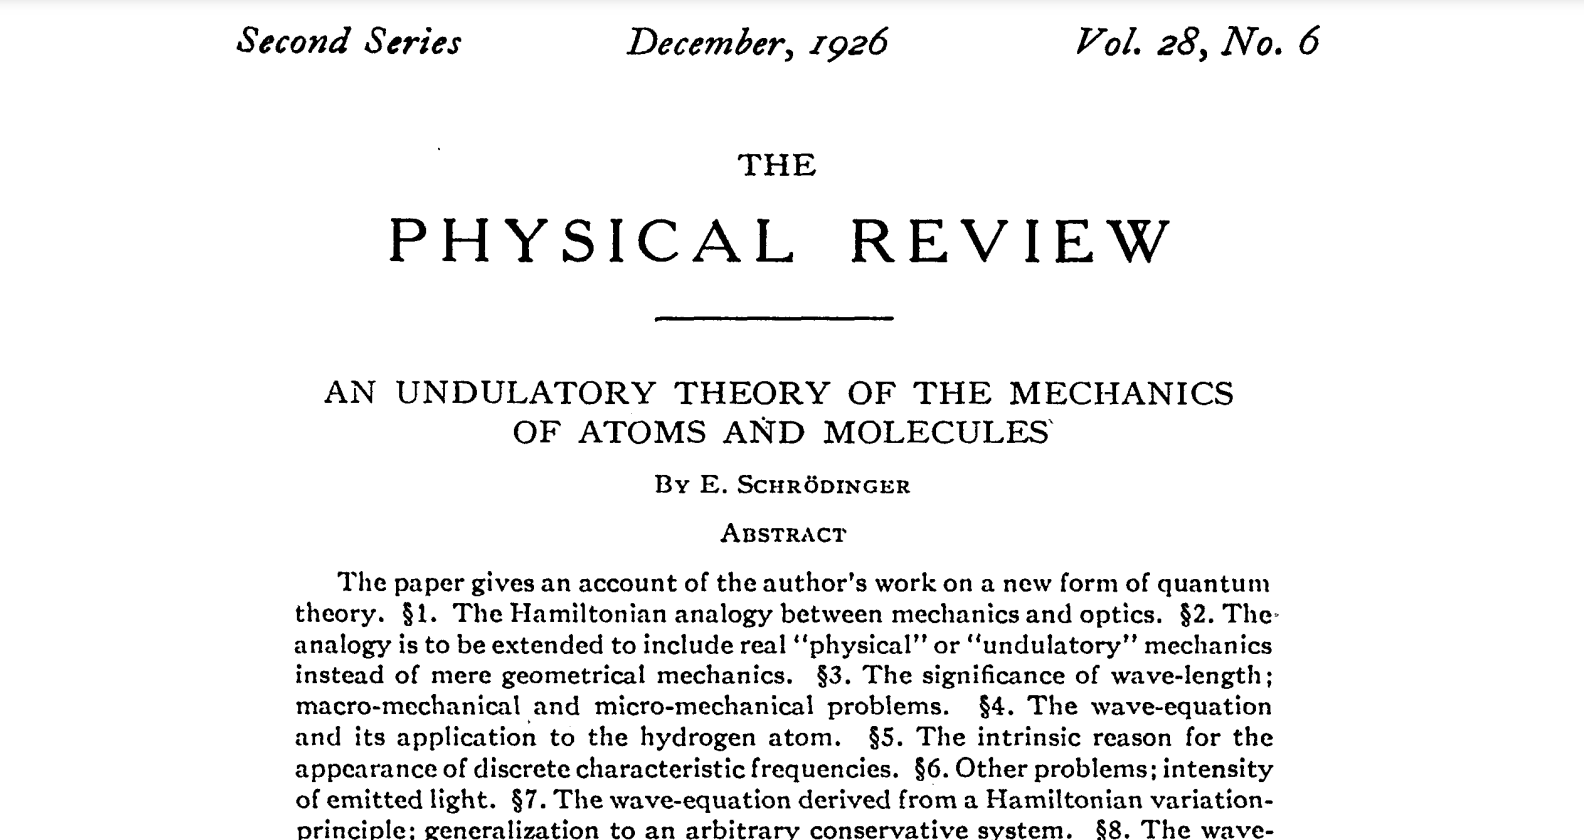 Second Series December, 1926 Vol. 28, No. 6
THE
PHYSICAL REVIEW
AN UNDULATORY THEORY OF THE MECHANICS
OF ATOMS AND MOLECULES
By E. Schrödinger
Abstract
The paper gives an account of the author's work on a new form of quantum
theory. §1. The Hamiltonian analogy between mechanics and optics. §2. The
analogy is to be extended to include real "physical" or "undulatory" mechanics
instead of mere geometrical mechanics. §3. The significance of wave-length;
macro-mechanical and micro-mechanical problems. §4. The wave-equation
and its application to the hydrogen atom. §5. The intrinsic reason for the
appearance of discrete characteristic frequencies. §6. Other problems; intensity
of emitted light. §7. The wave-equation derived from a Hamiltonian variation-
principle; generalization to an arbitrary conservative system. §8. The wave-